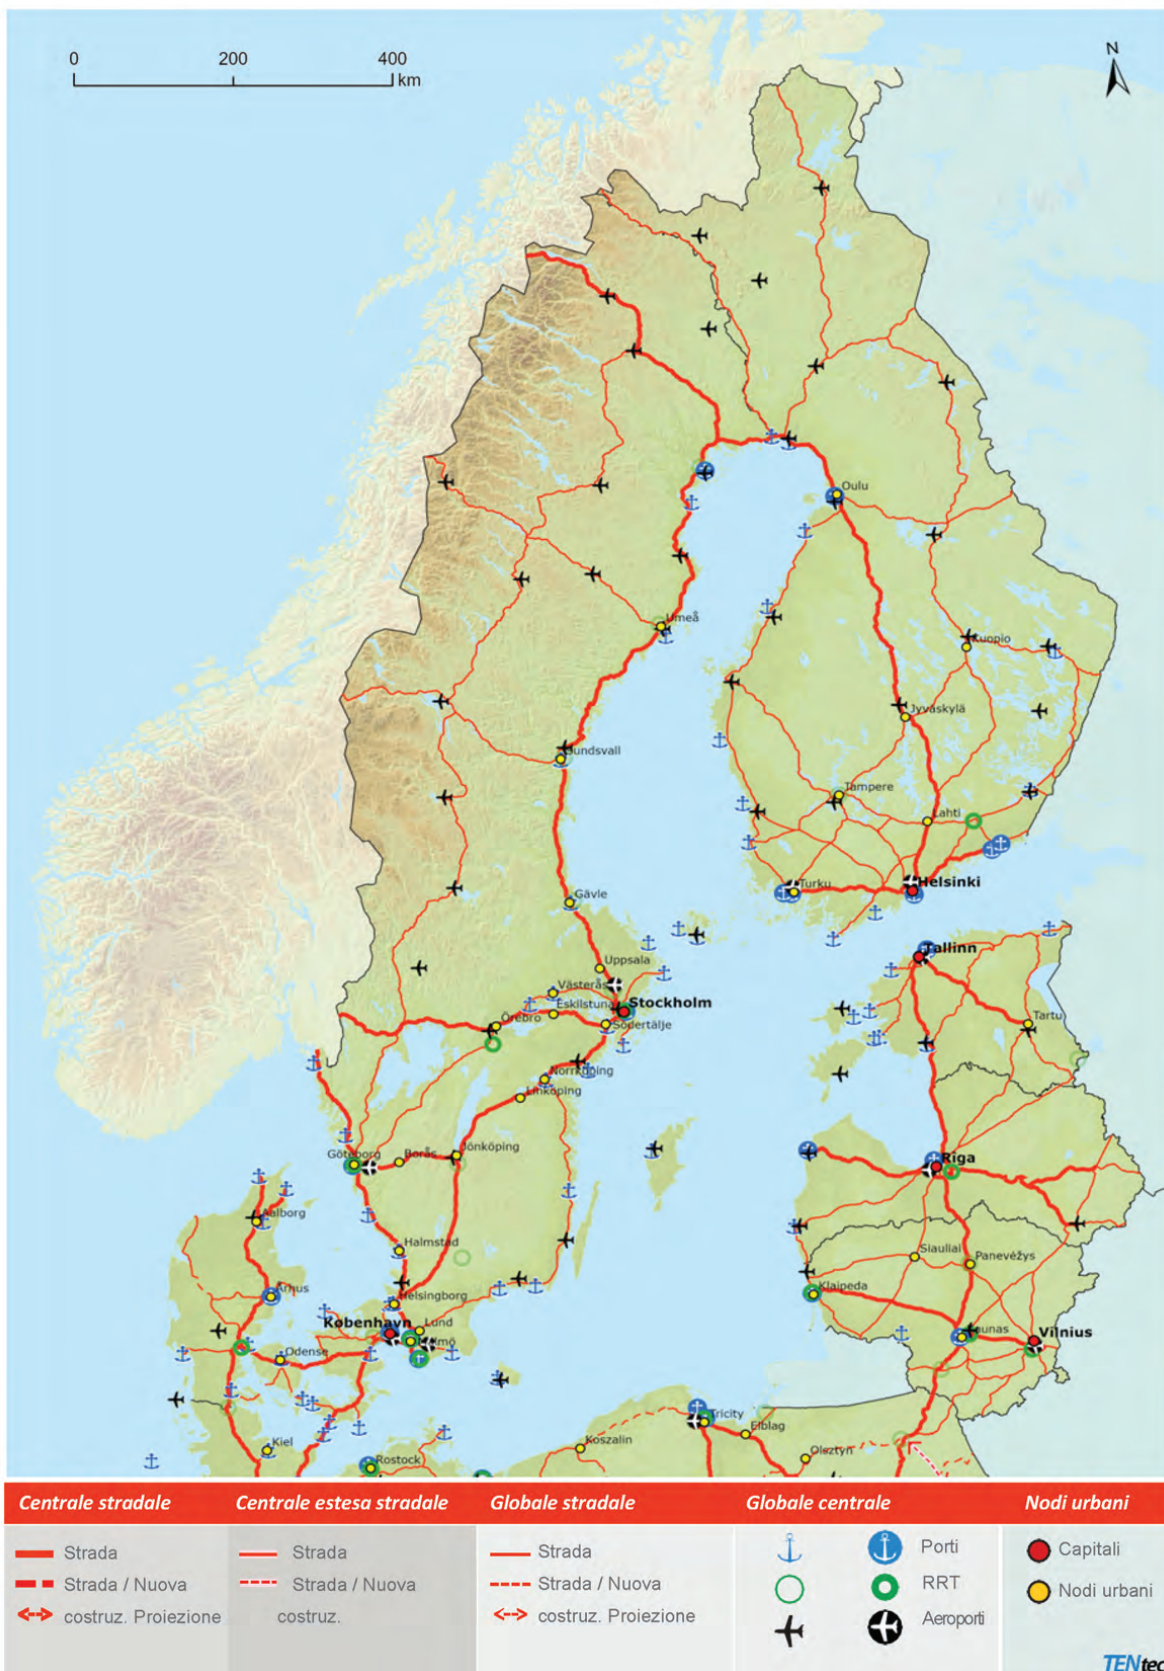 0 200 400
km
N
Oulu
Umeå
Kuopio
Jyväskylä
Sundsvall
Tampere
Lahti
Turku
Helsinki
Gävle
Tallinn
Uppsala
Västerås
Eskilstuna
Stockholm
Örebro
Södertälje
Tartu
Norrköping
Linköping
Göteborg
Borås
Jönköping
Riga
Aalborg
Halmstad
Siauliai
Panevėžys
Århus
Helsingborg
Klaipeda
København
Lund
Malmö
Kaunas
Vilnius
Odense
Tricity
Elblag
Kiel
Koszalin
Olsztyn
Rostock
Centrale stradale
Strada
Strada / Nuova
costruz. Proiezione
Centrale estesa stradale
Strada
Strada / Nuova
costruz.
Globale stradale
Strada
Strada / Nuova
costruz. Proiezione
Globale centrale
Porti
RRT
Aeroporti
Nodi urbani
Capitali
Nodi urbani
TENtec